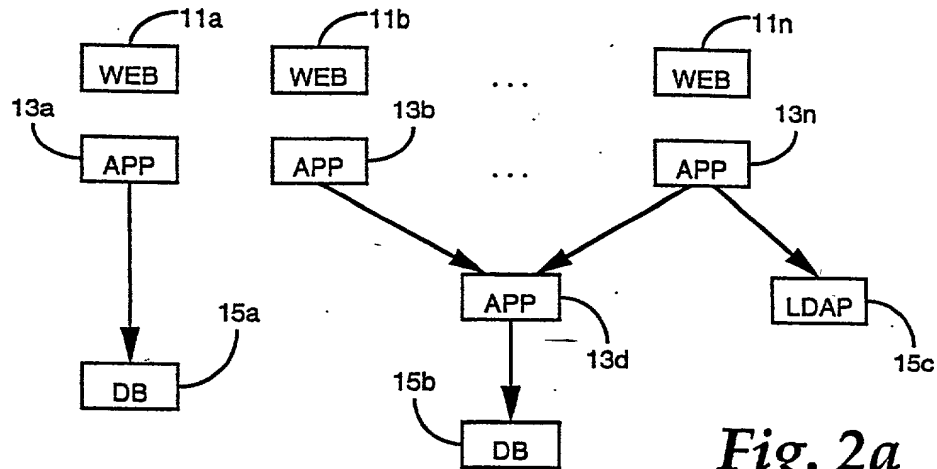 11a 11b 11n
WEB WEB ... WEB
13a 13b 13n
APP APP ... APP
APP LDAP
15a 13d 15c
DB 15b
DB
Fig. 2a